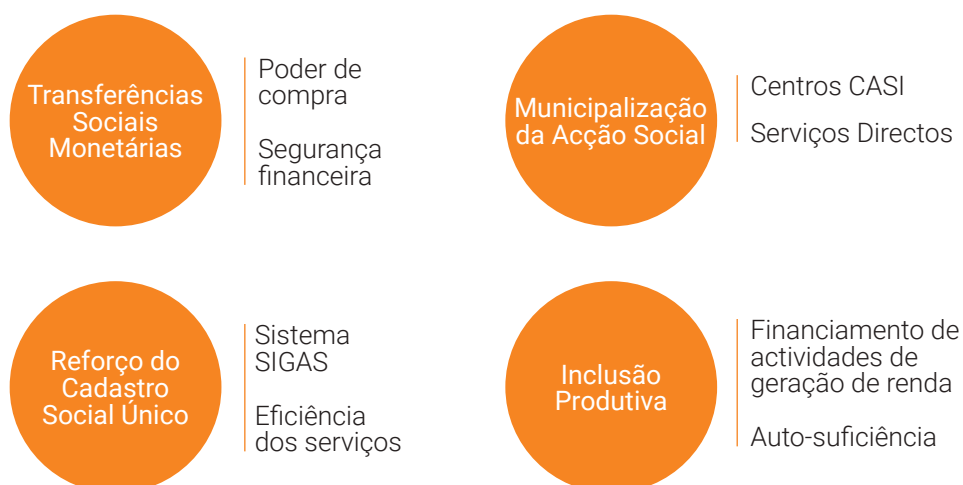 Transferências
Sociais
Monetárias
Poder de
compra
Segurança
financeira
Municipalização
da Acção Social
Centros CASI
Serviços Directos
Reforço do
Cadastro
Social Único
Sistema
SIGAS
Eficiência
dos serviços
Inclusão
Produtiva
Financiamento de
actividades de
geração de renda
Auto-suficiência